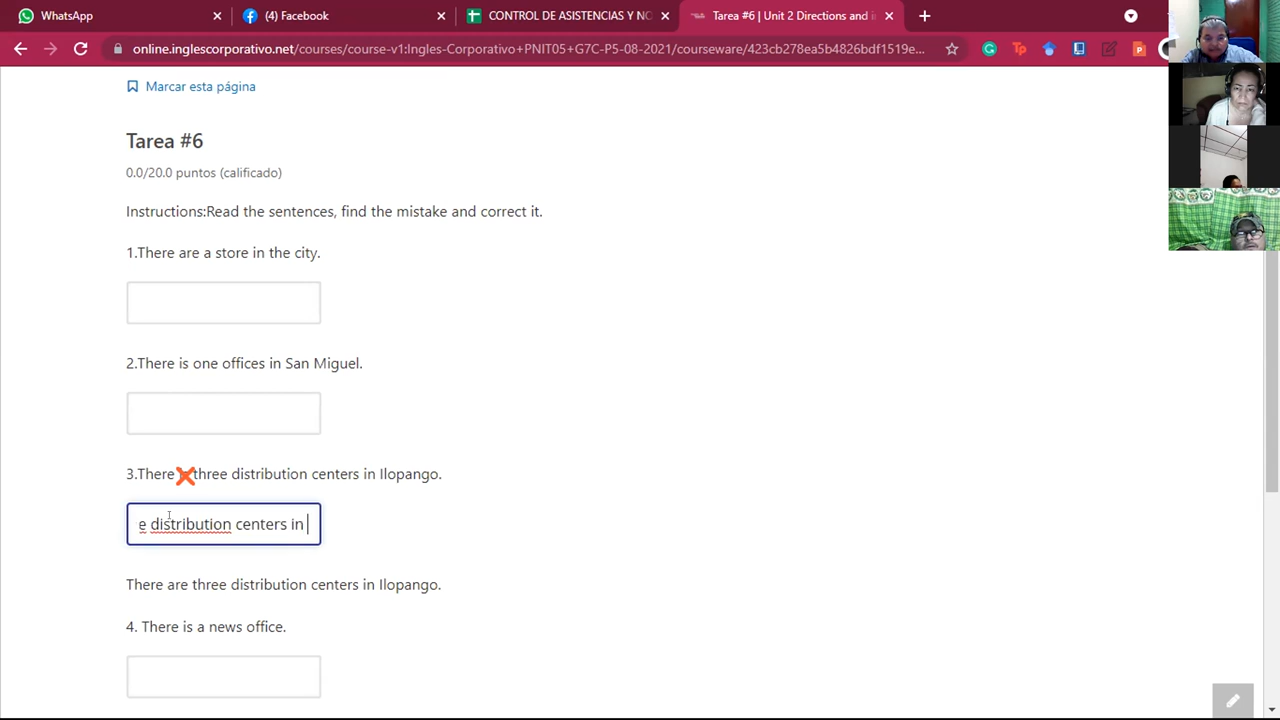 WhatsApp
(4) Facebook
CONTROL DE ASISTENCIAS Y NO
Tarea #6 | Unit 2 Directions and i
online.inglescorporativo.net/courses/course-v1:Ingles-Corporativo+PNIT05+G7C-P5-08-2021/courseware/423cb278ea5b4826bdf1519e...
Marcar esta página
Tarea #6
0.0/20.0 puntos (calificado)
Instructions:Read the sentences, find the mistake and correct it.
1.There are a store in the city.
2.There is one offices in San Miguel.
3.There three distribution centers in Ilopango.
e distribution centers in
There are three distribution centers in Ilopango.
4. There is a news office.